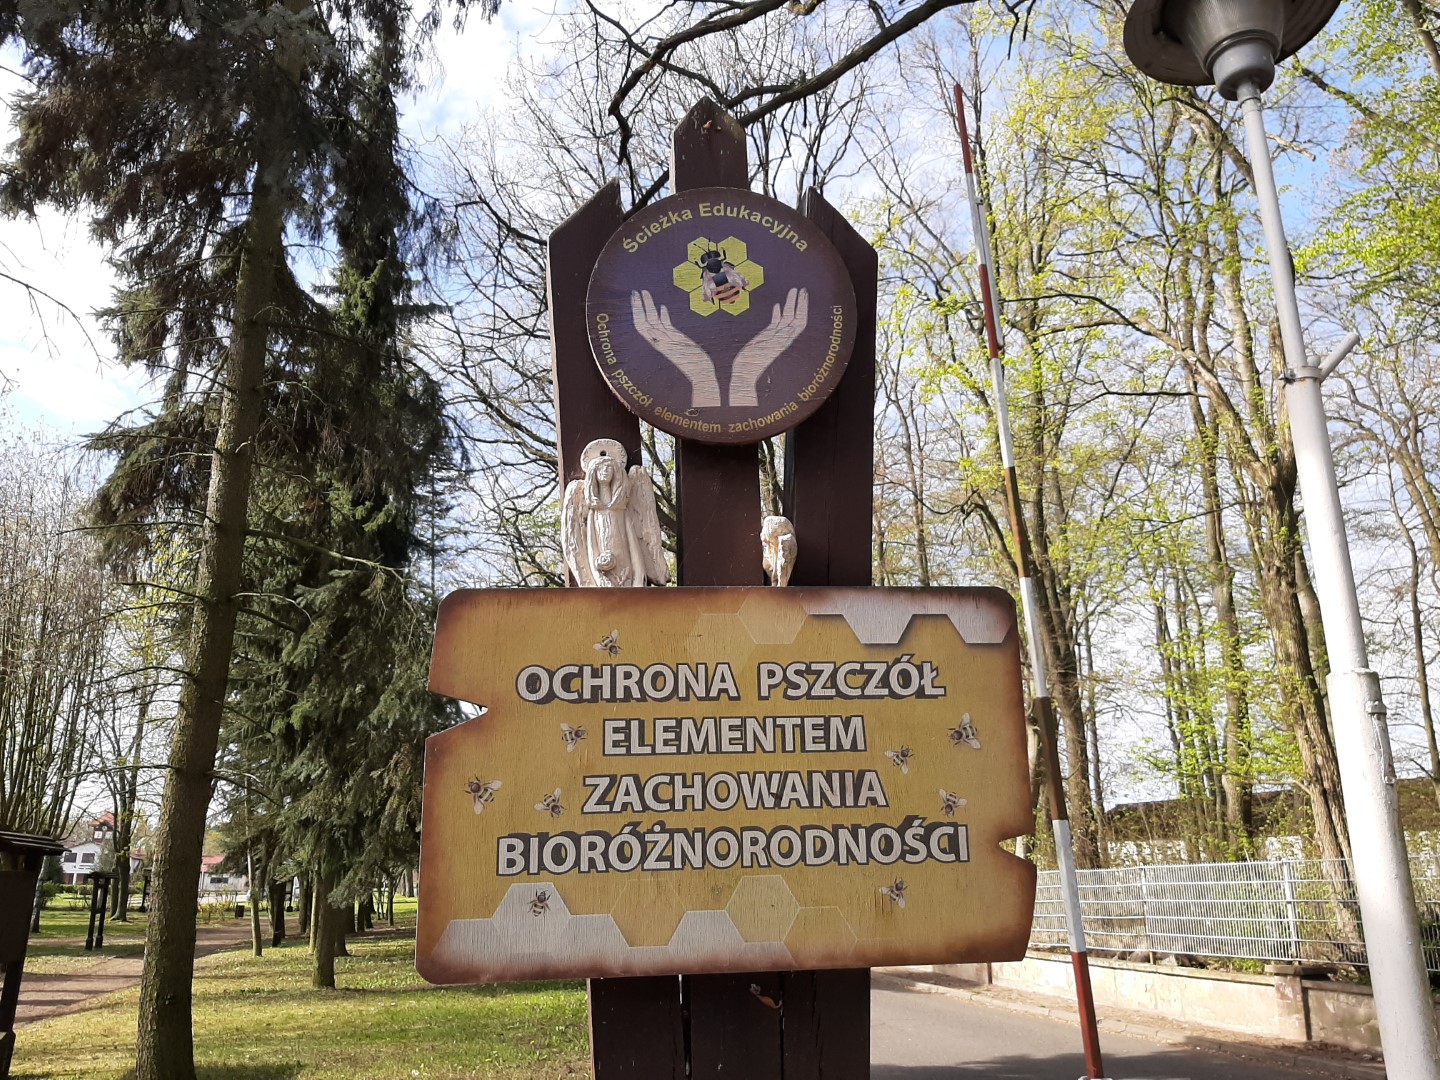 Ścieżka Edukacyjna
Ochrona pszczół elementem zachowania bioróżnorodności
OCHRONA PSZCZÓŁ
ELEMENTEM
ZACHOWANIA
BIORÓŻNORODNOŚCI